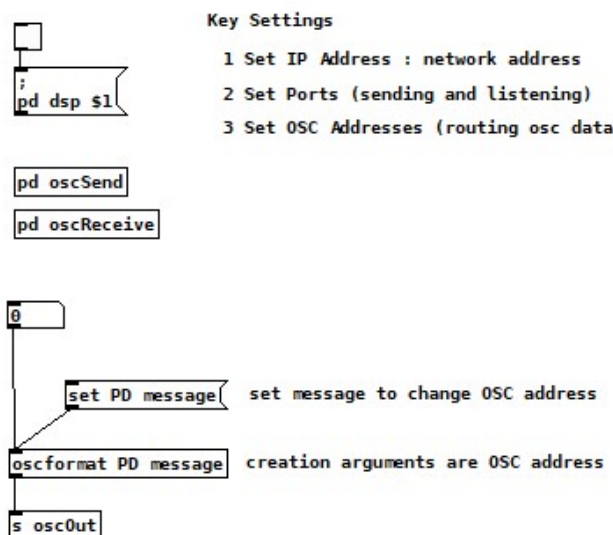 Key Settings
1 Set IP Address : network address
;
pd dsp $1
2 Set Ports (sending and listening)
3 Set OSC Addresses (routing osc data
pd oscSend
pd oscReceive
0
set PD message
set message to change OSC address
oscformat PD message
creation arguments are OSC address
s oscOut